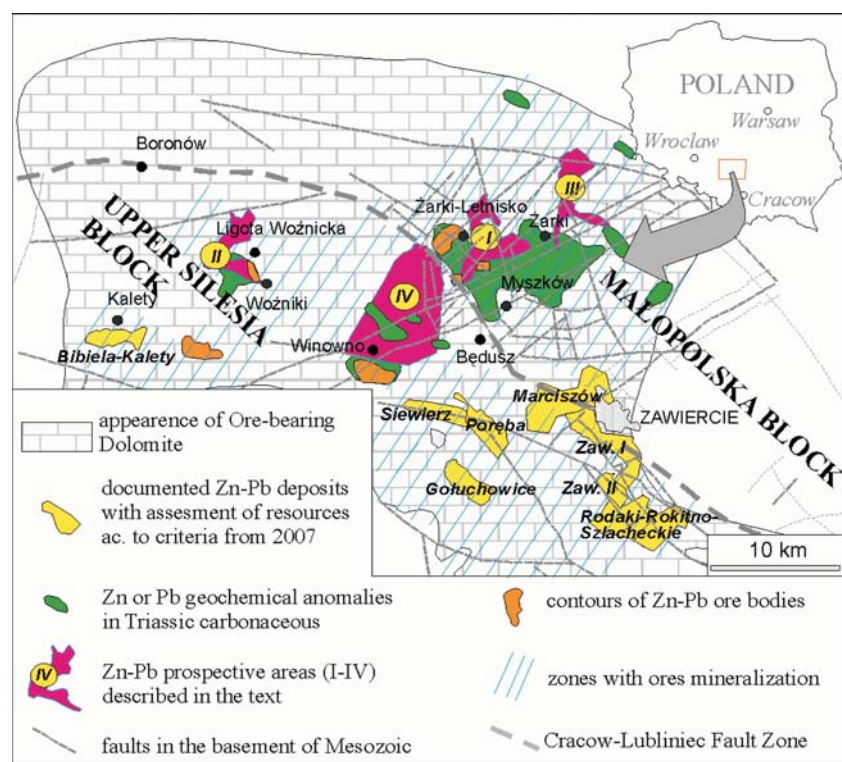 POLAND
Warsaw
Wroclaw
Cracow
Boronów
UPPER SILESIA
BLOCK
Ligota Woźnicka
II
Woźniki
Kalety
Bibiela-Kalety
Żarki-Letnisko
I
III
Żarki
Myszków
IV
Winowno
Będusz
MAŁOPOLSKA BLOCK
Marciszów
ZAWIERCIE
Siewierz
Poręba
Zaw. I
Gołuchowice
Zaw. II
Rodaki-Rokitno-
Szlacheckie
10 km
appearence of Ore-bearing
Dolomite
documented Zn-Pb deposits
with assesment of resources
ac. to criteria from 2007
Zn or Pb geochemical anomalies
in Triassic carbonaceous
IV
Zn-Pb prospective areas (I-IV)
described in the text
faults in the basement of Mesozoic
contours of Zn-Pb ore bodies
zones with ores mineralization
Cracow-Lubliniec Fault Zone